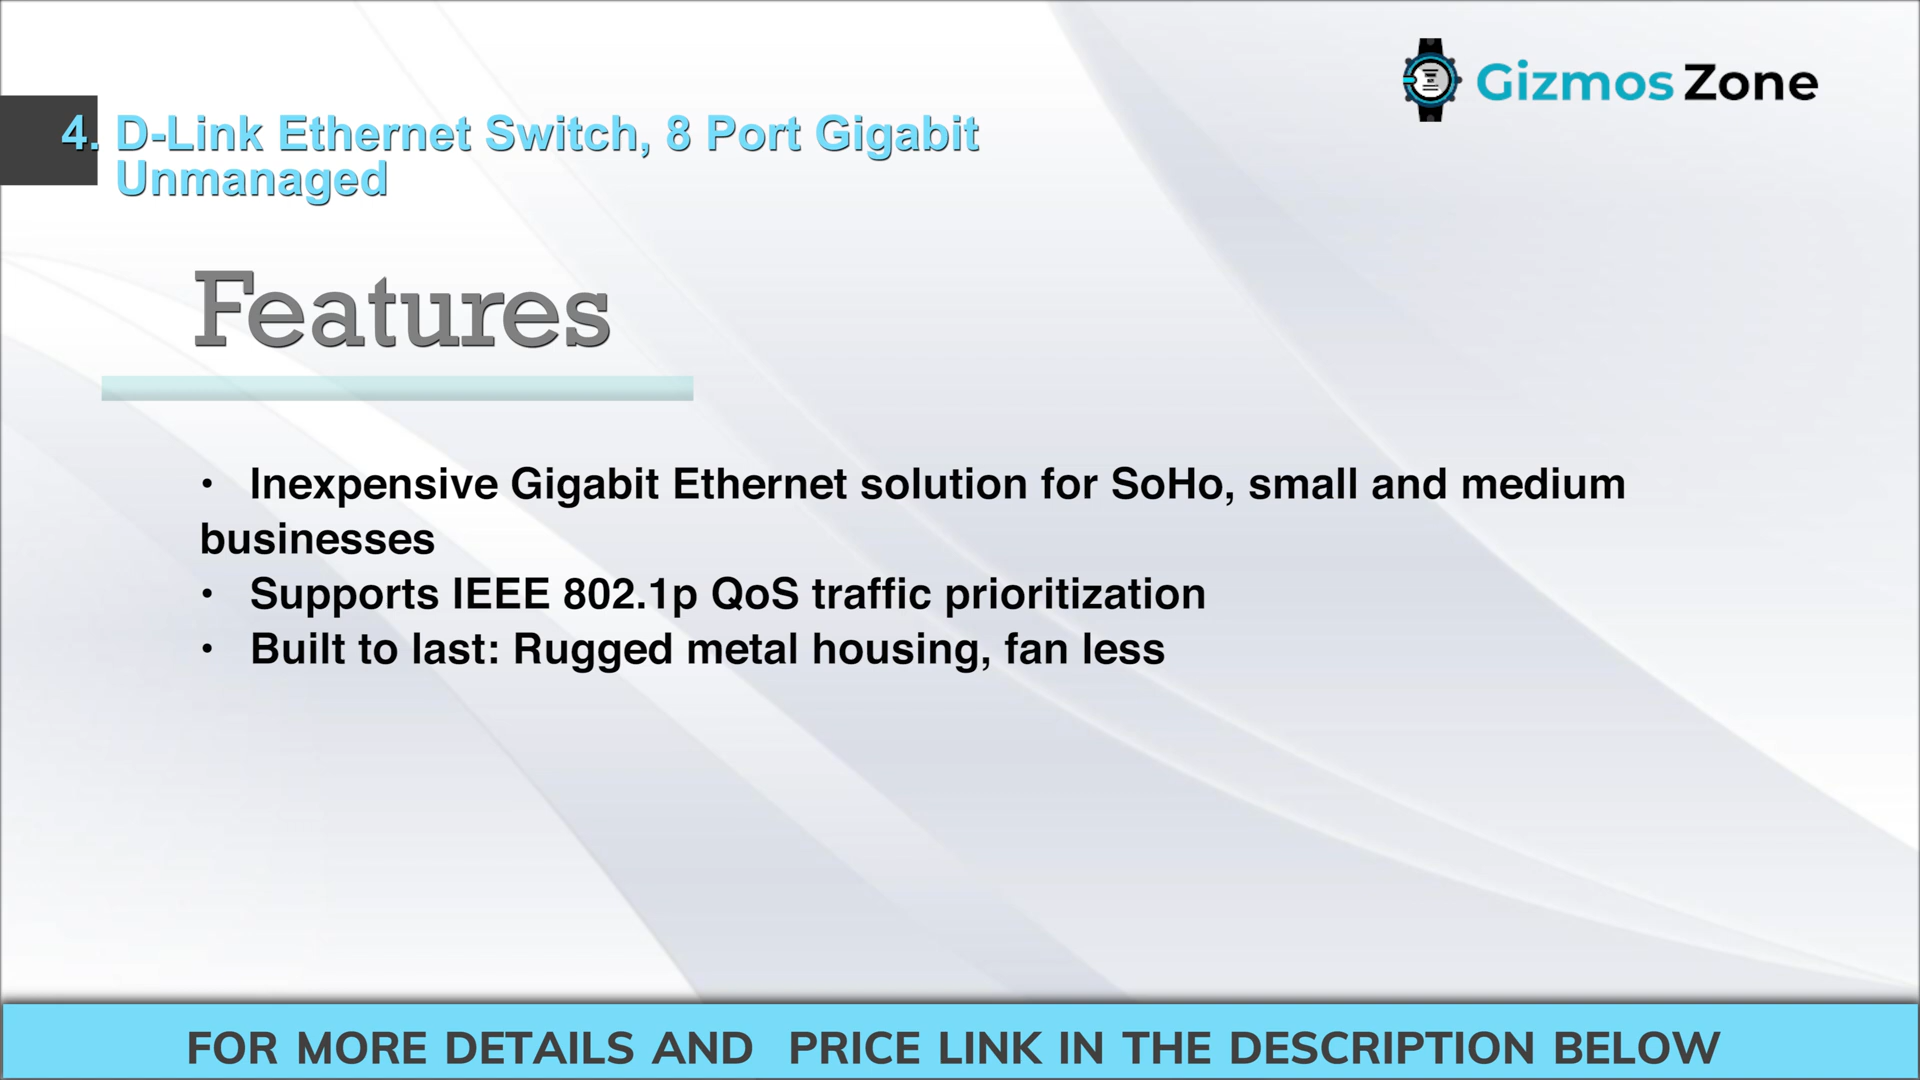 Gizmos Zone
4. D-Link Ethernet Switch, 8 Port Gigabit
Unmanaged
Features
• Inexpensive Gigabit Ethernet solution for SoHo, small and medium
businesses
• Supports IEEE 802.1p QoS traffic prioritization
• Built to last: Rugged metal housing, fan less
FOR MORE DETAILS AND PRICE LINK IN THE DESCRIPTION BELOW